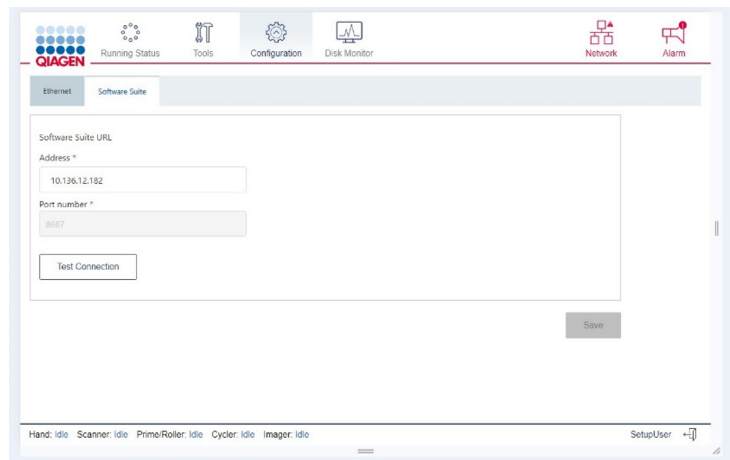 QIAGEN
Running Status Tools Configuration Disk Monitor Network Alarm
Ethernet Software Suite
Software Suite URL
Address *
10.136.12.182
Port number *
8687
Test Connection
Save
Hand: Idle Scanner: Idle Prime/Roller: Idle Cycler: Idle Imager: Idle SetupUser